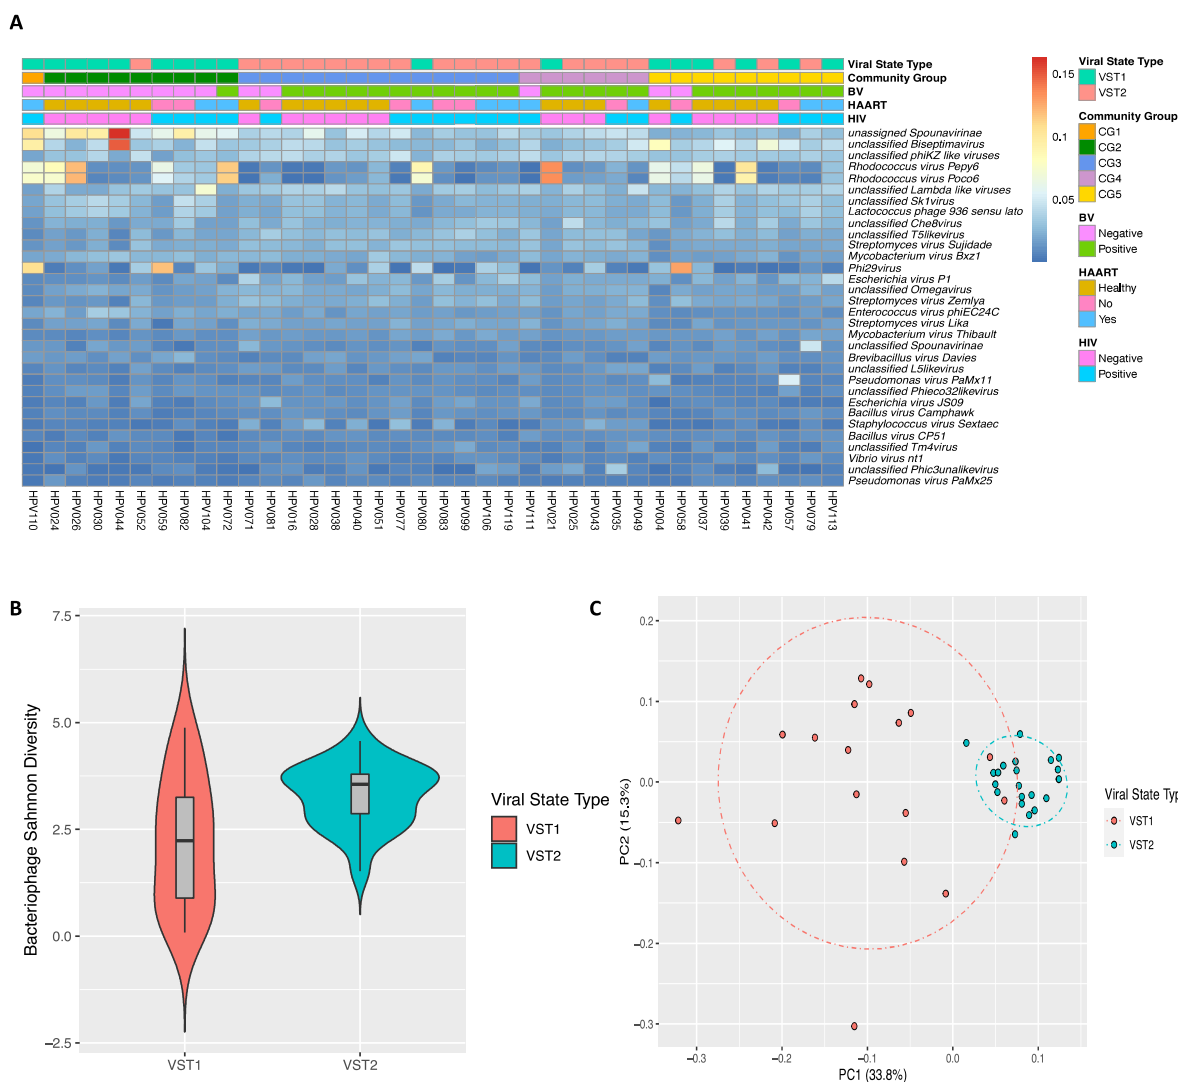 A
Viral State Type
Community Group
BV
HAART
HIV
unassigned Spounavirinae
unclassified Biseptimavirus
unclassified phiKZ like viruses
Rhodococcus virus Pepy6
Rhodococcus virus Poco6
unclassified Lambda like viruses
unclassified Sk1virus
Lactococcus phage 936 sensu lato
unclassified Che8virus
unclassified T5likevirus
Streptomyces virus Sujidade
Mycobacterium virus Bxz1
Phi29virus
Escherichia virus P1
unclassified Omegavirus
Streptomyces virus Zemlya
Enterococcus virus phiEC24C
Streptomyces virus Lika
Mycobacterium virus Thibault
unclassified Spounavirinae
Brevibacillus virus Davies
unclassified L5likevirus
Pseudomonas virus PaMx11
unclassified Phieco32likevirus
Escherichia virus JS09
Bacillus virus Camphawk
Staphylococcus virus Sextaec
Bacillus virus CP51
unclassified Tm4virus
Vibrio virus nt1
unclassified Phic3unalikevirus
Pseudomonas virus PaMx25
HPV110
HPV024
HPV026
HPV030
HPV044
HPV052
HPV059
HPV082
HPV104
HPV072
HPV071
HPV081
HPV016
HPV028
HPV038
HPV040
HPV051
HPV077
HPV080
HPV083
HPV099
HPV106
HPV119
HPV111
HPV021
HPV025
HPV043
HPV035
HPV049
HPV004
HPV058
HPV037
HPV039
HPV041
HPV042
HPV057
HPV079
HPV113
0.15
0.1
0.05
Viral State Type
VST1
VST2
Community Group
CG1
CG2
CG3
CG4
CG5
BV
Negative
Positive
HAART
Healthy
No
Yes
HIV
Negative
Positive
B
Bacteriophage Sahnnon Diversity
7.5
5.0
2.5
0.0
−2.5
VST1
VST2
Viral State Type
VST1
VST2
C
PC2 (15.3%)
0.2
0.1
0.0
−0.1
−0.2
−0.3
−0.3
−0.2
−0.1
0.0
0.1
PC1 (33.8%)
Viral State Typ
VST1
VST2